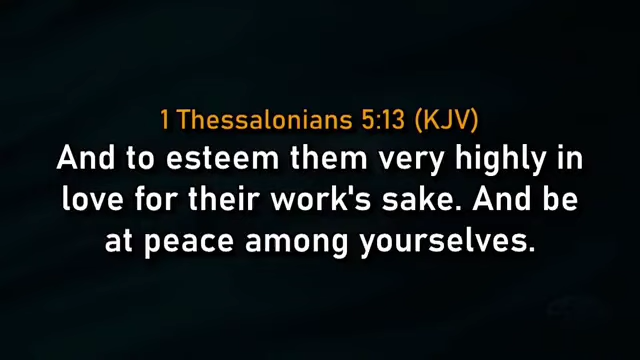 1 Thessalonians 5:13 (KJV)
And to esteem them very highly in
love for their work's sake. And be
at peace among yourselves.